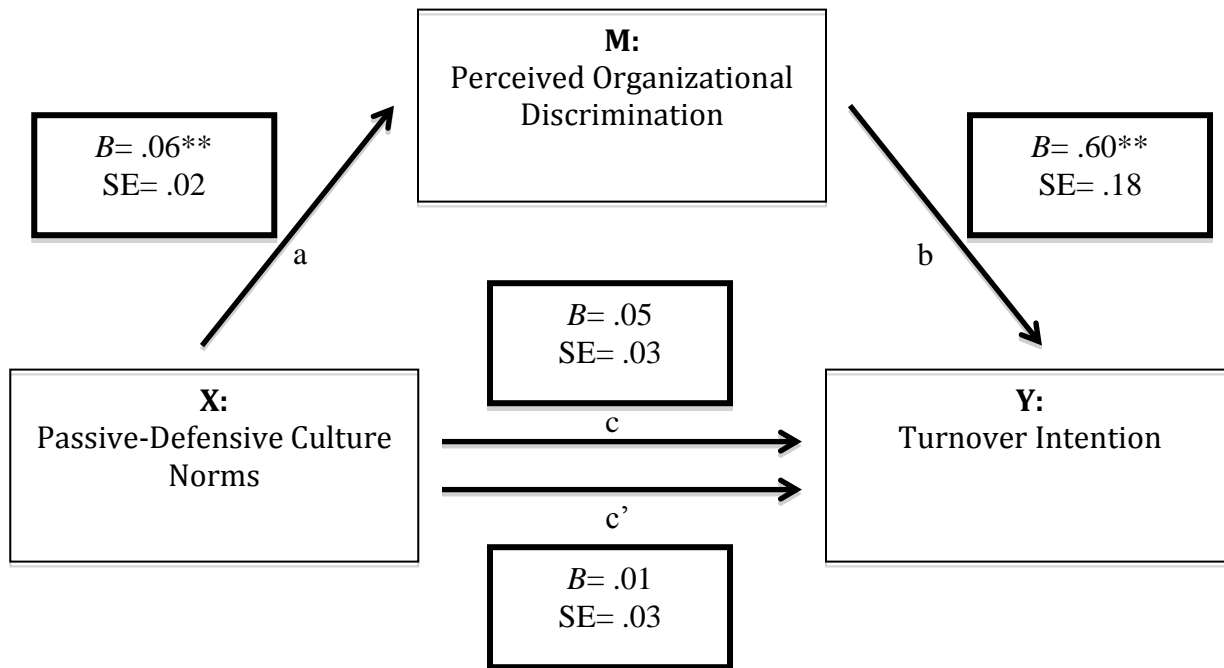 M:
Perceived Organizational
Discrimination
B= .06**
SE= .02
B= .60**
SE= .18
a
b
B= .05
SE= .03
X:
Passive-Defensive Culture
Norms
c
Y:
Turnover Intention
c’
B= .01
SE= .03